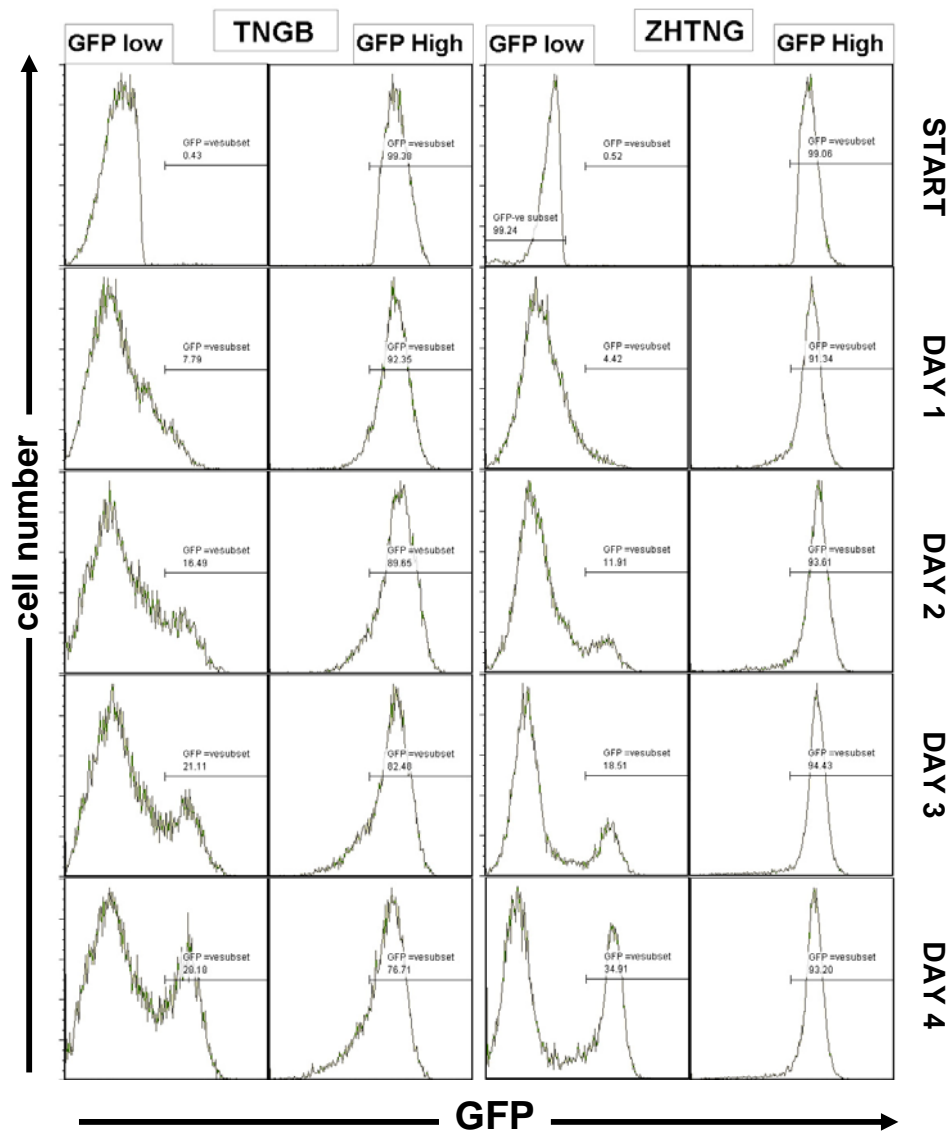 TNGB
ZHTNG
GFP low
GFP High
GFP low
GFP High
GFP =vesubset
0.43
GFP =vesubset
99.38
GFP =vesubset
0.52
GFP-ve subset
99.24
GFP =vesubset
99.06
START
GFP =vesubset
7.79
GFP =vesubset
92.35
GFP =vesubset
4.42
GFP =vesubset
91.34
DAY 1
GFP =vesubset
16.49
GFP =vesubset
89.65
GFP =vesubset
11.91
GFP =vesubset
93.61
DAY 2
GFP =vesubset
21.11
GFP =vesubset
82.48
GFP =vesubset
18.51
GFP =vesubset
94.43
DAY 3
GFP =vesubset
GFP =vesubset
76.71
GFP =vesubset
34.91
GFP =vesubset
93.20
DAY 4
cell number
GFP